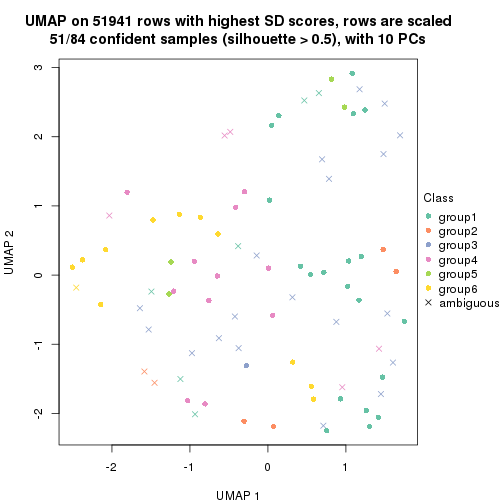 UMAP on 51941 rows with highest SD scores, rows are scaled
51/84 confident samples (silhouette > 0.5), with 10 PCs
3
2
1
0
-1
-2
UMAP 2
-2
-1
0
1
UMAP 1
Class
group1
group2
group3
group4
group5
group6
ambiguous